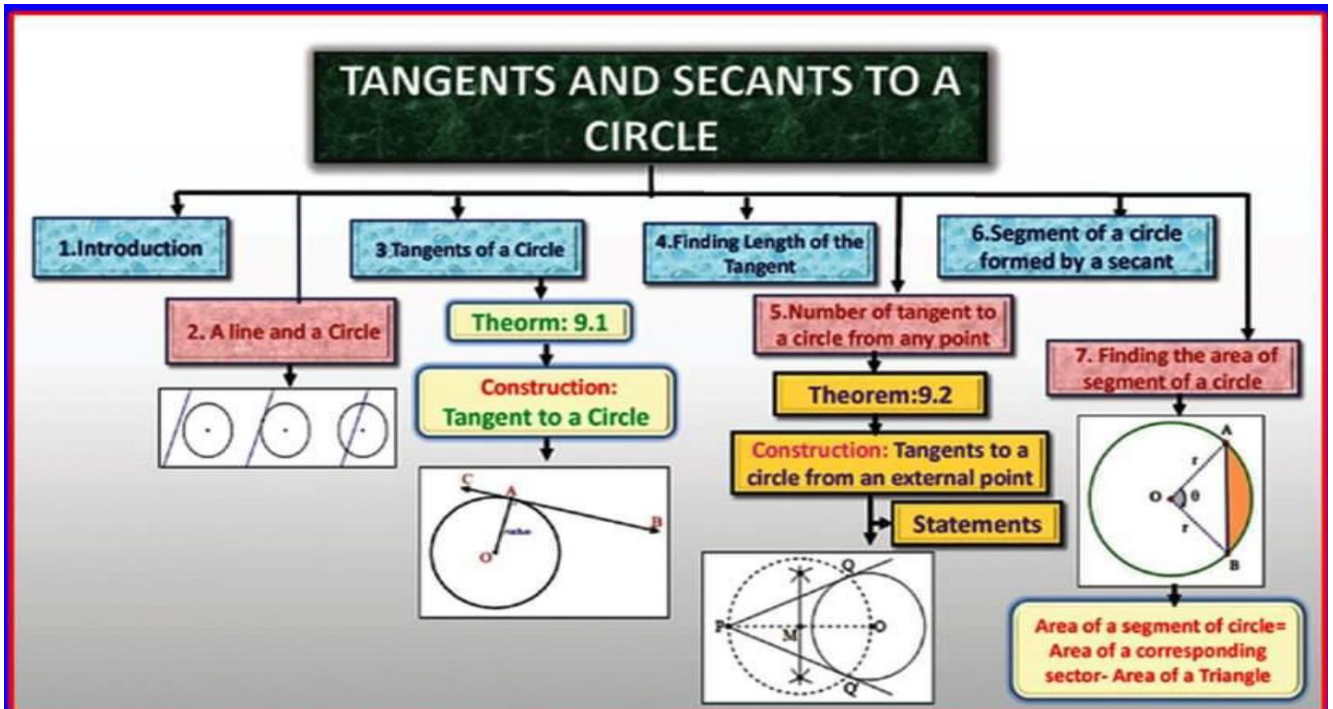 TANGENTS AND SECANTS TO A
CIRCLE
1.Introduction
2. A line and a Circle
3 Tangents of a Circle
Theorm: 9.1
Construction:
Tangent to a Circle
C
A
B
O
4.Finding Length of the
Tangent
5.Number of tangent to
a circle from any point
Theorem:9.2
Construction: Tangents to a
circle from an external point
Statements
Q
P
M
O
Q'
6.Segment of a circle
formed by a secant
7. Finding the area of
segment of a circle
A
r
O
θ
r
B
Area of a segment of circle=
Area of a corresponding
sector- Area of a Triangle